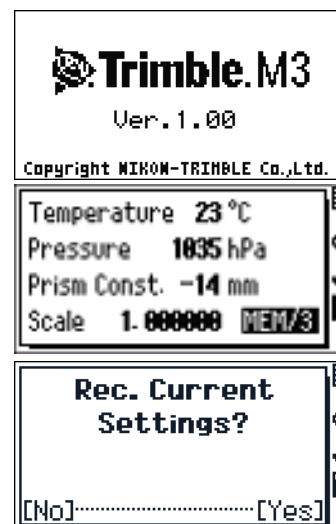 Trimble.M3
Ver.1.00
Copyright NIKON-TRIMBLE Co.,Ltd.
Temperature 23 °C
Pressure 1035 hPa
Prism Const. -14 mm
Scale 1.000000 MEM/3
Rec. Current
Settings?
[No] [Yes]